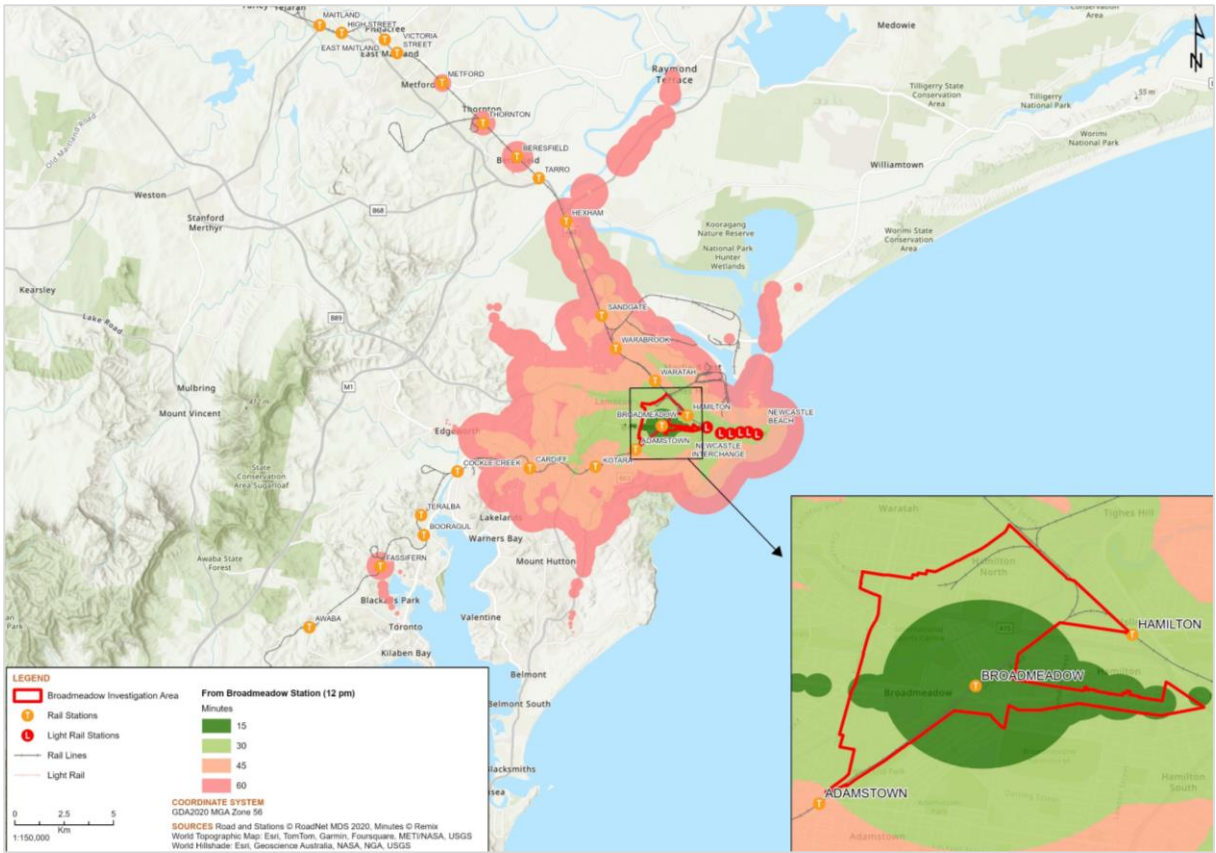 MAITLAND
HIGH STREET
EAST MAITLAND
VICTORIA
STREET
East Maitland
METFORD
Metford
Thornton
THORNTON
BERESFIELD
TARRO
HEXHAM
Raymond
Terrace
Medowie
Conservation
Area
N
Tilligerry State
Conservation
Area
Tilligerry
National Park
55 m
Worimi
National Park
Williamtown
Worimi State
Conservation
Area
Kooragang
Nature Reserve
National Park
Hunter
Wetlands
Old Maitland Road
Weston
Stanford
Merthyr
B68
Kearsley
Lake Road
B89
Mulbring
Mount Vincent
M1
State
Conservation
Area Sugarloaf
Awaba State
Forest
SANDGATE
WARABROOK
WARATAH
HAMILTON
BROADMEADOW
ADAMSTOWN
NEWCASTLE
BEACH
NEWCASTLE
INTERCHANGE
Edgeworth
COCKLE CREEK
CARDIFF
KOTARA
TERALBA
BOORAGUL
Lakelands
Warners Bay
Mount Hutton
FASSIFERN
AWABA
Toronto
Kilaben Bay
Valentine
Belmont
Belmont South
Blacksmiths
LEGEND
Broadmeadow Investigation Area
Rail Stations
Light Rail Stations
Rail Lines
Light Rail
From Broadmeadow Station (12 pm)
Minutes
15
30
45
60
0 2.5 5
Km
1:150,000
COORDINATE SYSTEM
GDA2020 MGA Zone 56
SOURCES Road and Stations © RoadNet MDS 2020, Minutes © Remix
World Topographic Map: Esri, TomTom, Garmin, Foursquare, METI/NASA, USGS
World Hillshade: Esri, Geoscience Australia, NASA, NGA, USGS
Waratah
Tighes Hill
Hamilton
North
HAMILTON
BROADMEADOW
Broadmeadow
Hamilton
ADAMSTOWN
Adamstown
Hamilton
South